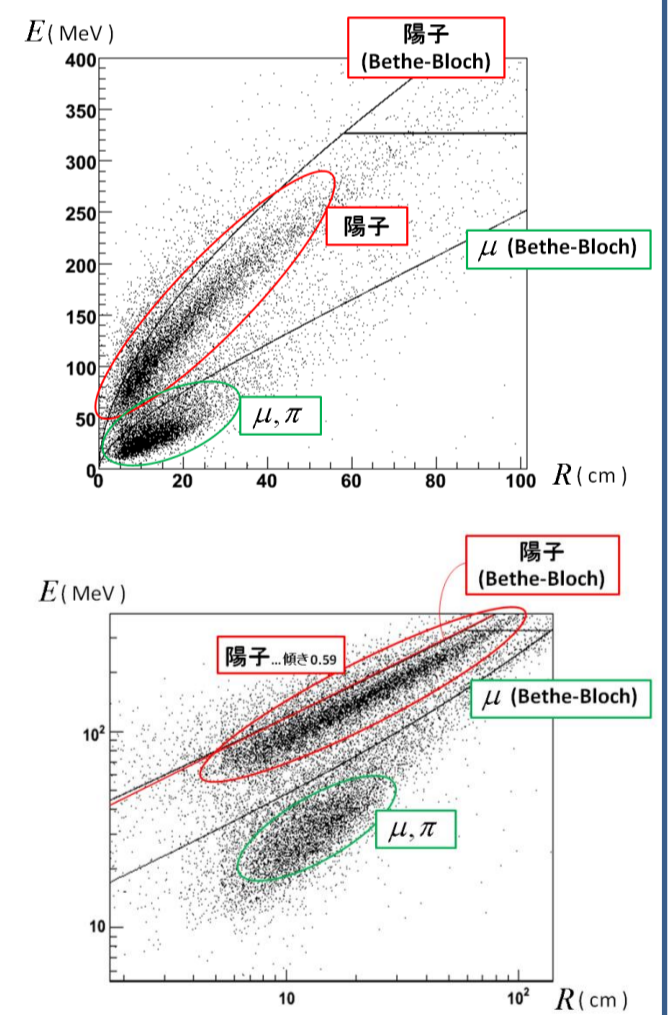 E(MeV)
陽子
(Bethe-Bloch)
400
350
300
250
200
150
100
50
0
陽子
μ (Bethe-Bloch)
μ,π
0 20 40 60 80 100
R(cm)
陽子
(Bethe-Bloch)
E(MeV)
陽子...傾き0.59
μ (Bethe-Bloch)
10²
μ,π
10
10 10²
R(cm)